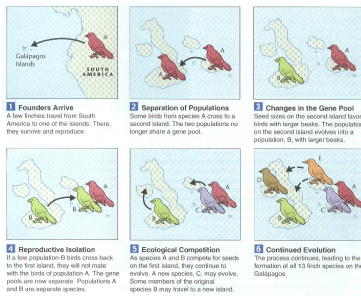 A
Galápagos
Islands
SOUTH
AMERICA
1 Founders Arrive
A few finches travel from South
America to one of the islands. There,
they survive and reproduce.
A
A
2 Separation of Populations
Some birds from species A cross to a
second island. The two populations no
longer share a gene pool.
A
B
3 Changes in the Gene Pool
Seed sizes on the second island favor
birds with larger beaks. The population
on the second island evolves into a
population, B, with larger beaks.
A
B
B
4 Reproductive Isolation
If a few population-B birds cross back
to the first island, they will not mate
with the birds of population A. The gene
pools are now separate. Populations A
and B are separate species.
A
B
C
B
5 Ecological Competition
As species A and B compete for seeds
on the first island, they continue to
evolve. A new species, C, may evolve.
Some members of the original
species B may travel to a new island.
D
A
B
C
6 Continued Evolution
The process continues, leading to the
formation of all 13 finch species on the
Galápagos.